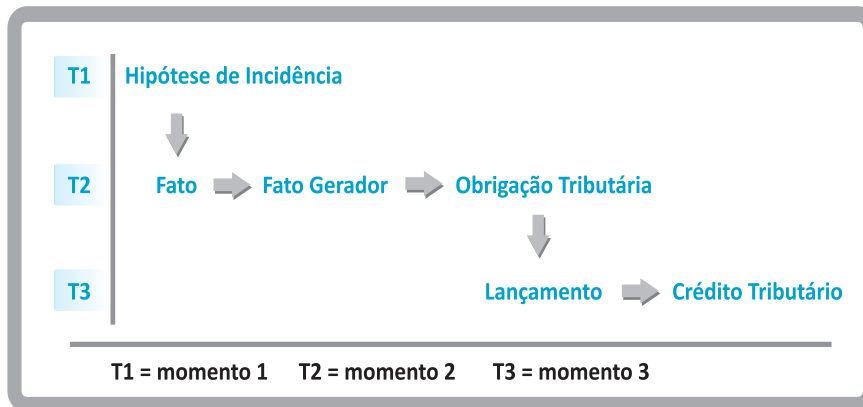 T1 Hipótese de Incidência
T2 Fato Fato Gerador Obrigação Tributária
T3 Lançamento Crédito Tributário
T1 = momento 1 T2 = momento 2 T3 = momento 3